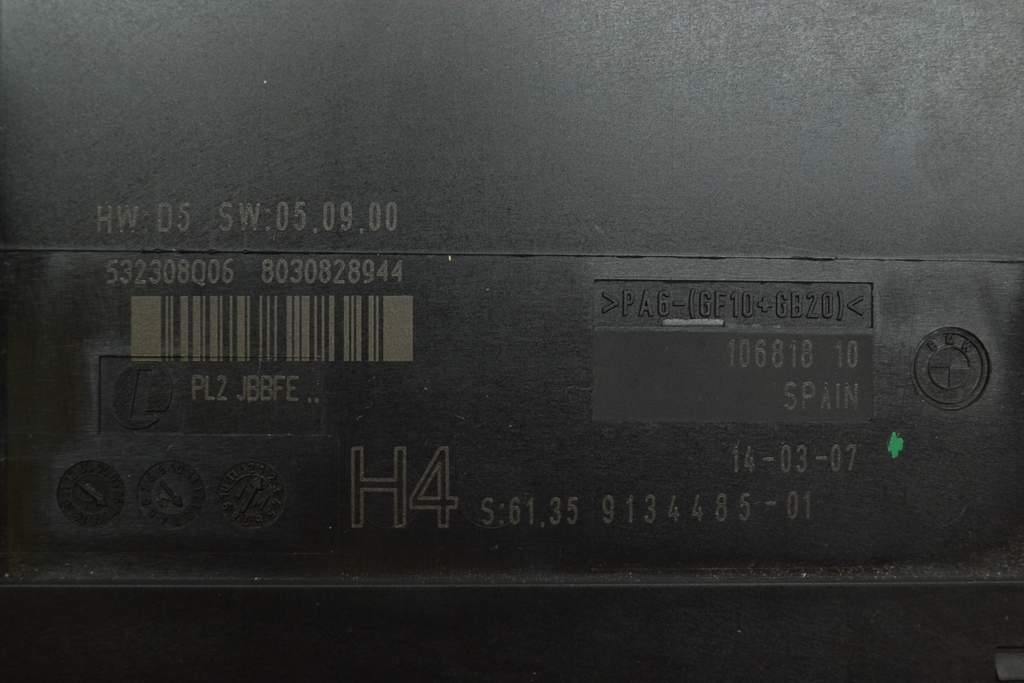 HW:D5 SW:05.09.00
532308Q06 8030828944
>PA6-(GF10+GB20)<
106818 10
SPAIN
PL2 JBBFE ..
14-03-07
H4
S:61.35 9134485-01